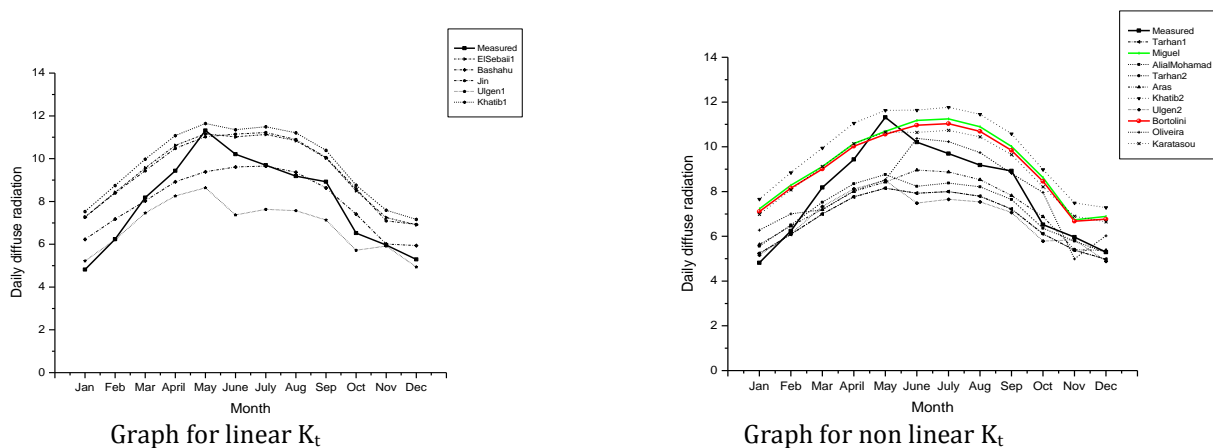 Measured
ElSebaii1
Bashahu
Jin
Ulgen1
Khatib1
14
12
10
8
6
4
2
0
Daily diffuse radiation
Jan Feb Mar April May June July Aug Sep Oct Nov Dec
Month
Graph for linear Kt
Measured
Tarhan1
Miguel
AlialMohamad
Tarhan2
Aras
Khatib2
Ulgen2
Bortolini
Oliveira
Karatasou
14
12
10
8
6
4
2
0
Daily diffuse radiation
Jan Feb Mar April May June July Aug Sep Oct Nov Dec
Month
Graph for non linear Kt